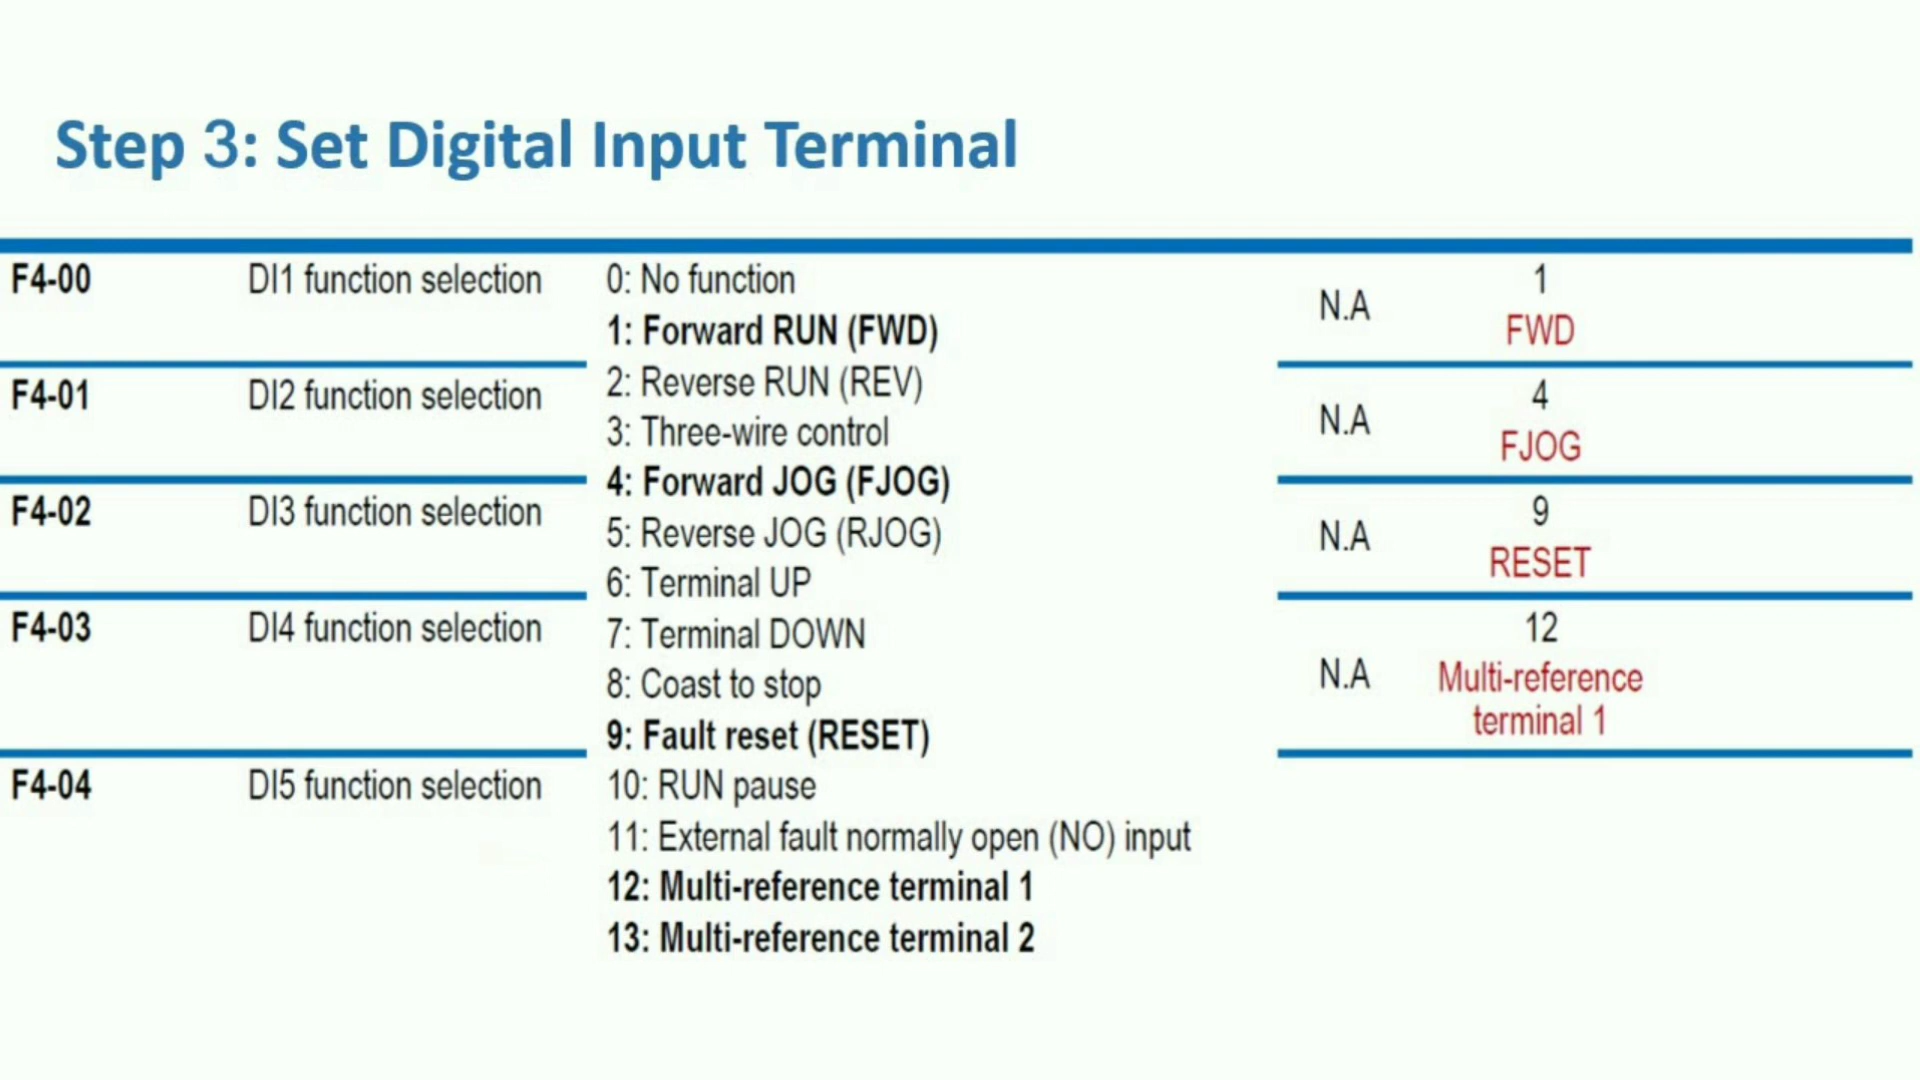 Step 3: Set Digital Input Terminal
F4-00 DI1 function selection
F4-01 DI2 function selection
F4-02 DI3 function selection
F4-03 DI4 function selection
F4-04 DI5 function selection
0: No function
1: Forward RUN (FWD)
2: Reverse RUN (REV)
3: Three-wire control
4: Forward JOG (FJOG)
5: Reverse JOG (RJOG)
6: Terminal UP
7: Terminal DOWN
8: Coast to stop
9: Fault reset (RESET)
10: RUN pause
11: External fault normally open (NO) input
12: Multi-reference terminal 1
13: Multi-reference terminal 2
N.A
1
FWD
N.A
4
FJOG
N.A
9
RESET
N.A
12
Multi-reference
terminal 1